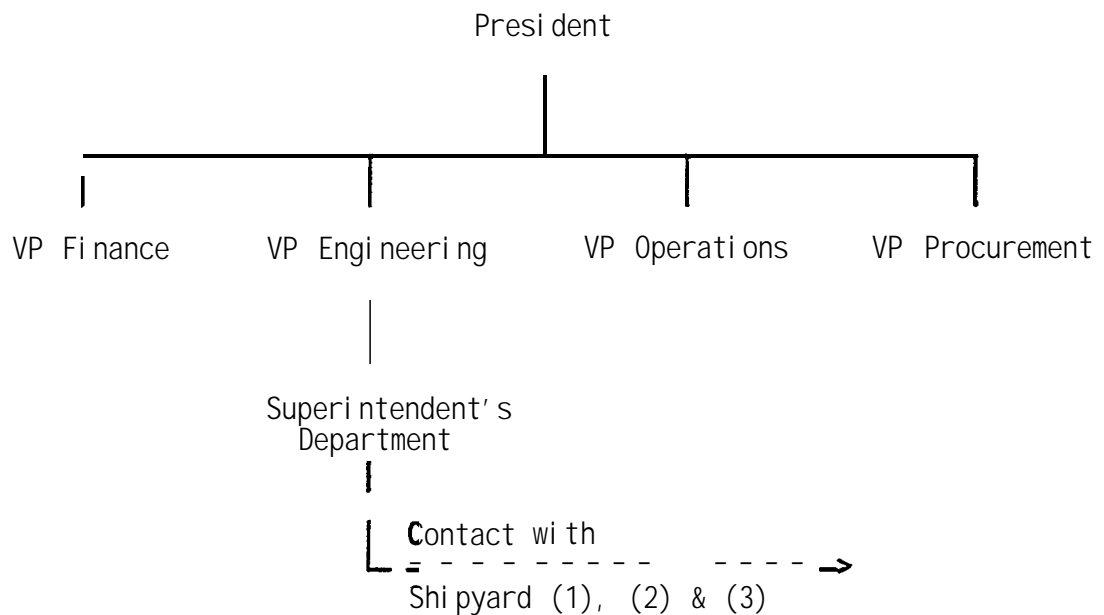 President
VP Finance VP Engineering VP Operations VP Procurement
Superintendent's
Department
Contact with
Shipyard (1), (2) & (3)